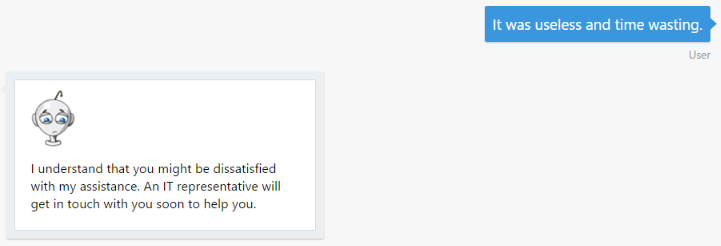 It was useless and time wasting.
User
I understand that you might be dissatisfied
with my assistance. An IT representative will
get in touch with you soon to help you.